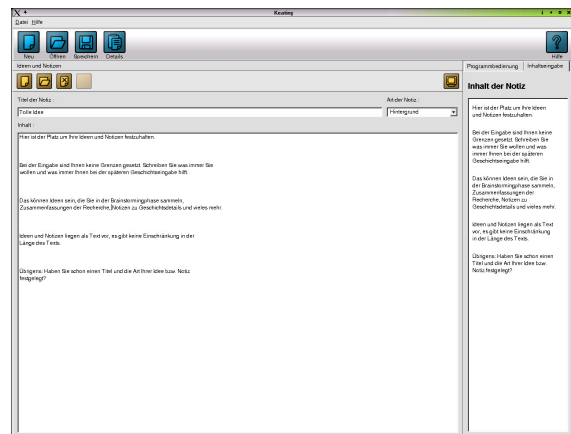 Keating
Datei Hilfe
Neu Öffnen Speichern Details Hilfe
Ideen und Notizen
Titel der Notiz : Art der Notiz :
Tolle Idee Hintergrund
Inhalt :
Hier ist der Platz um Ihre Ideen und Notizen festzuhalten.
Bei der Eingabe sind Ihnen keine Grenzen gesetzt. Schreiben Sie was immer Sie
wollen und was immer Ihnen bei der späteren Geschichtseingabe hilft.
Das können Ideen sein, die Sie in der Brainstormingphase sammeln,
Zusammenfassungen der Recherche, Notizen zu Geschichtsdetails und vieles mehr.
Ideen und Notizen liegen als Text vor, es gibt keine Einschränkung in der
Länge des Texts.
Übrigens: Haben Sie schon einen Titel und die Art Ihrer Idee bzw. Notiz
festgelegt?
Programmbedienung Inhaltseingabe
Inhalt der Notiz
Hier ist der Platz um Ihre Ideen
und Notizen festzuhalten.
Bei der Eingabe sind Ihnen keine
Grenzen gesetzt. Schreiben Sie
was immer Sie wollen und was
immer Ihnen bei der späteren
Geschichtseingabe hilft.
Das können Ideen sein, die Sie in
der Brainstormingphase sammeln,
Zusammenfassungen der
Recherche, Notizen zu
Geschichtsdetails und vieles mehr.
Ideen und Notizen liegen als Text
vor, es gibt keine Einschränkung
in der Länge des Texts.
Übrigens: Haben Sie schon einen
Titel und die Art Ihrer Idee bzw.
Notiz festgelegt?